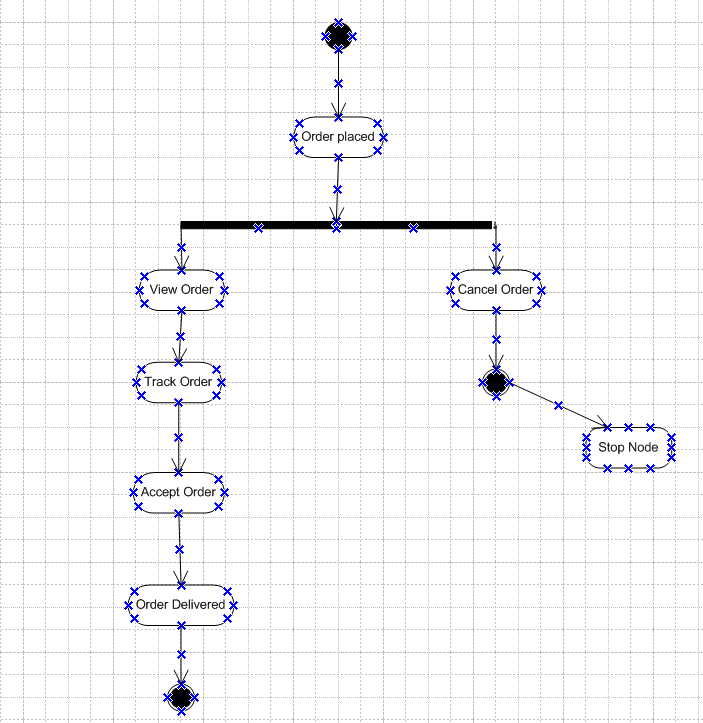 Order placed
View Order
Cancel Order
Track Order
Stop Node
Accept Order
Order Delivered